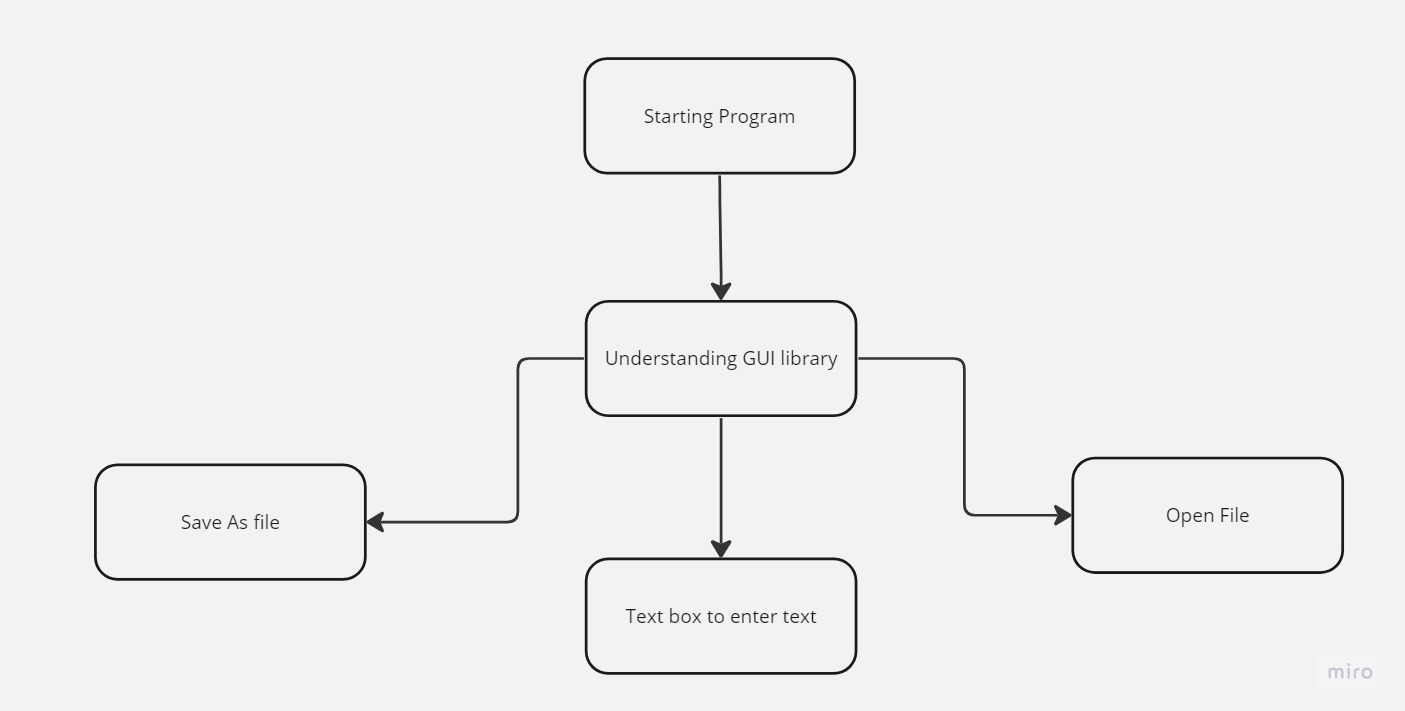 Starting Program
Understanding GUI library
Save As file
Open File
Text box to enter text
miro